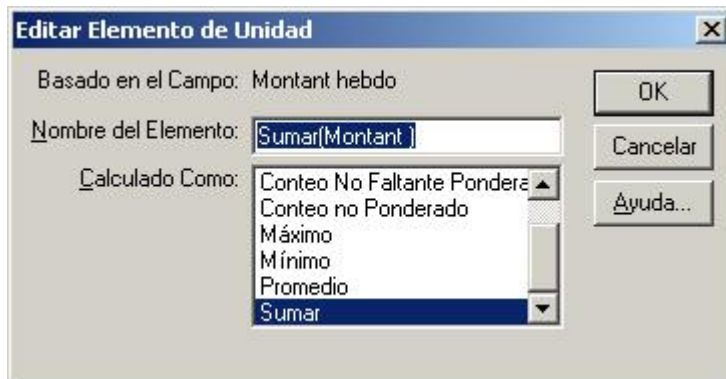 Editar Elemento de Unidad
Basado en el Campo: Montant hebdo
OK
Nombre del Elemento: Sumar(Montant )
Cancelar
Calculado Como:
Conteo No Faltante Pondera
Ayuda...
Conteo no Ponderado
Máximo
Mínimo
Promedio
Sumar